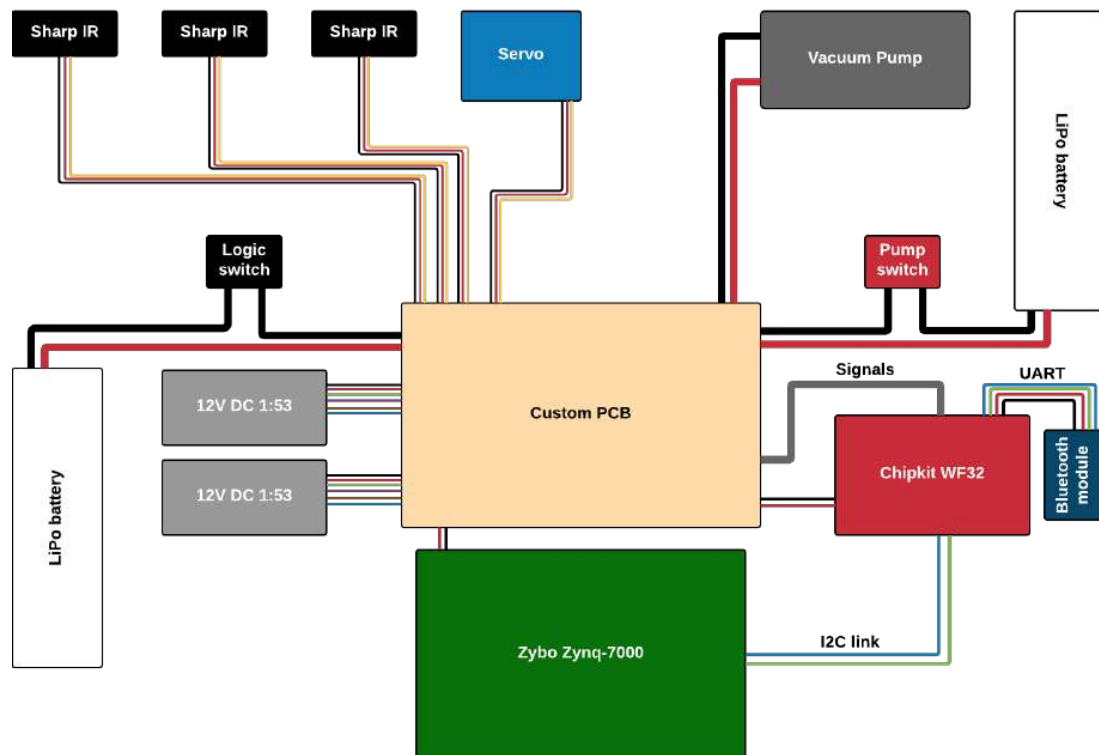 Sharp IR
Sharp IR
Sharp IR
Servo
Vacuum Pump
LiPo battery
Logic
switch
Pump
switch
Signals
UART
12V DC 1:53
Custom PCB
Chipkit WF32
Bluetooth
module
12V DC 1:53
LiPo battery
I2C link
Zybo Zynq-7000